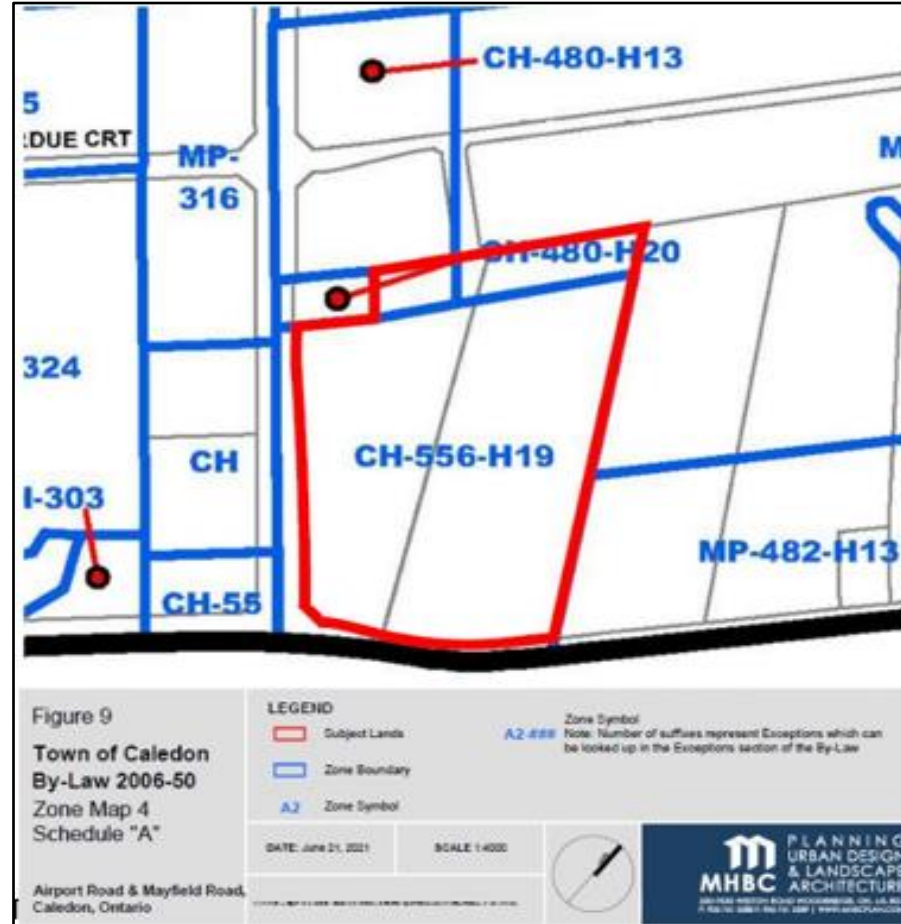 CH-480-H13
5
RDUE CRT
MP-
316
M
CH-480-H20
324
CH
CH-556-H19
I-303
MP-482-H13
CH-55
Figure 9
Town of Caledon
By-Law 2006-50
Zone Map 4
Schedule "A"
Airport Road & Mayfield Road,
Caledon, Ontario
LEGEND
Subject Lands
Zone Boundary
A2 Zone Symbol
A2-### Zone Symbol
Note: Number of suffixes represent Exceptions which can
be looked up in the Exceptions section of the By-Law
DATE: June 21, 2021
SCALE 1:4000
MHBC
PLANNING
URBAN DESIGN
& LANDSCAPE
ARCHITECTURE